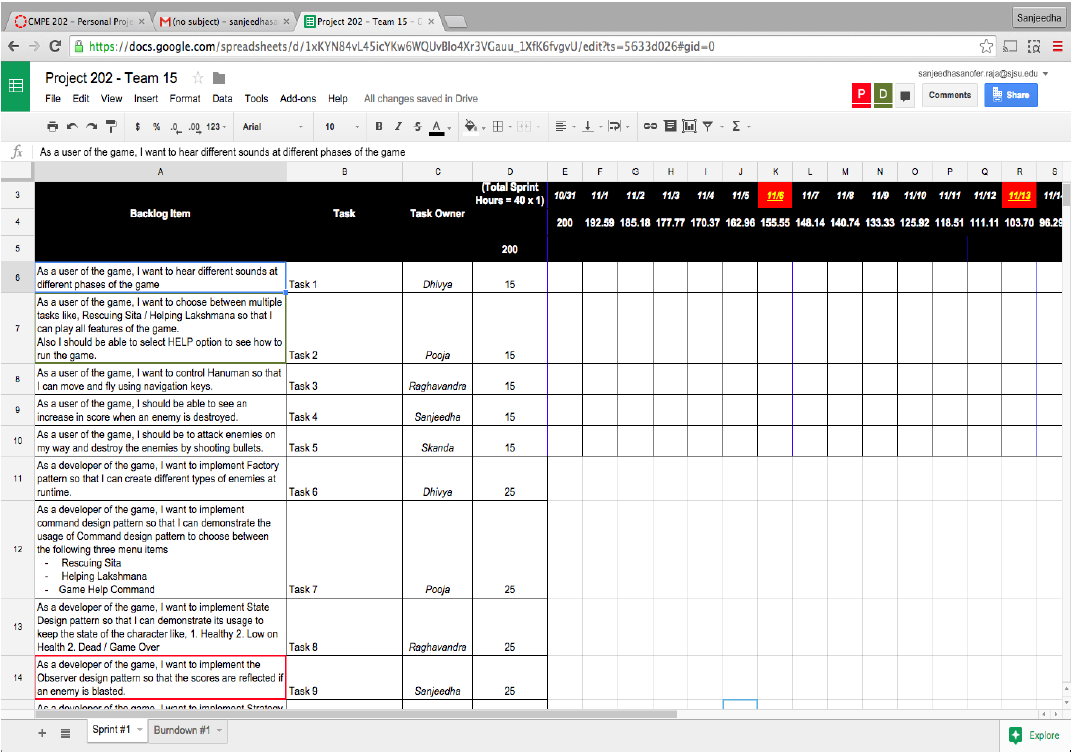 CMPE 202 - Personal Proje
(no subject) - sanjeedhasa
Project 202 - Team 15 - G
Sanjeedha
https://docs.google.com/spreadsheets/d/1xKYN84vL45icYKw6WQUvBlo4Xr3VGauu_1XfK6fvgvU/edit?ts=5633d026#gid=0
Project 202 - Team 15
sanjeedhasanofer.raja@sjsu.edu
File Edit View Insert Format Data Tools Add-ons Help All changes saved in Drive
P D Comments Share
$ % .0 .00 123 Arial 10 B I S A Σ
fx As a user of the game, I want to hear different sounds at different phases of the game
A B C D E F G H I J K L M N O P Q R S
3 (Total Sprint Hours = 40 x 1) 10/31 11/1 11/2 11/3 11/4 11/5 11/6 11/7 11/8 11/9 11/10 11/11 11/12 11/13 11/1
4 Backlog Item Task Task Owner 200 192.59 185.18 177.77 170.37 162.96 155.55 148.14 140.74 133.33 125.92 118.51 111.11 103.70 96.29
5 200
As a user of the game, I want to hear different sounds at
6 different phases of the game Task 1 Dhivya 15
As a user of the game, I want to choose between multiple
tasks like, Rescuing Sita / Helping Lakshmana so that I
7 can play all features of the game.
Also I should be able to select HELP option to see how to
run the game. Task 2 Pooja 15
As a user of the game, I want to control Hanuman so that
8 I can move and fly using navigation keys. Task 3 Raghavandra 15
As a user of the game, I should be able to see an
9 increase in score when an enemy is destroyed. Task 4 Sanjeedha 15
As a user of the game, I should be to attack enemies on
10 my way and destroy the enemies by shooting bullets. Task 5 Skanda 15
As a developer of the game, I want to implement Factory
11 pattern so that I can create different types of enemies at
runtime. Task 6 Dhivya 25
As a developer of the game, I want to implement
command design pattern so that I can demonstrate the
usage of Command design pattern to choose between
12 the following three menu items
- Rescuing Sita
- Helping Lakshmana
- Game Help Command Task 7 Pooja 25
As a developer of the game, I want to implement State
Design pattern so that I can demonstrate its usage to
13 keep the state of the character like, 1. Healthy 2. Low on
Health 2. Dead / Game Over Task 8 Raghavandra 25
As a developer of the game, I want to implement the
14 Observer design pattern so that the scores are reflected if
an enemy is blasted. Task 9 Sanjeedha 25
As a developer of the game, I want to implement Strategy
+ Sprint #1 Burndown #1 Explore